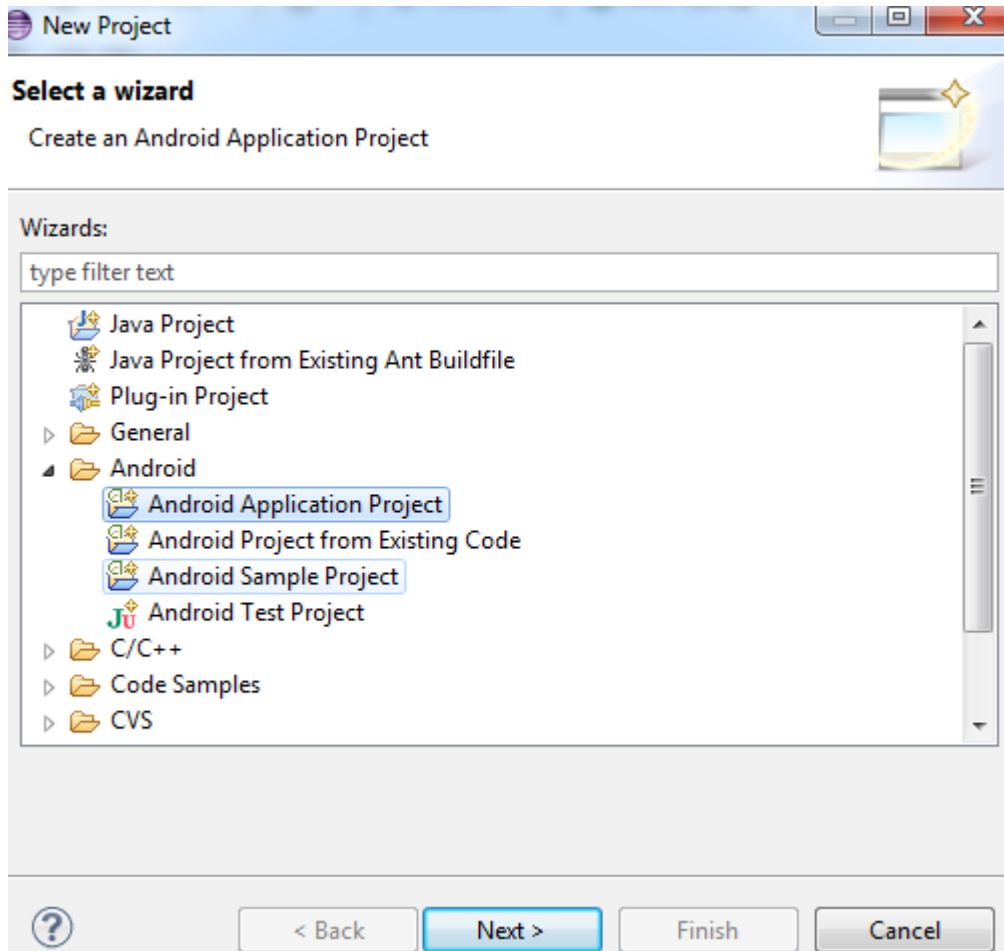 New Project
Select a wizard
Create an Android Application Project
Wizards:
type filter text
Java Project
Java Project from Existing Ant Buildfile
Plug-in Project
General
Android
Android Application Project
Android Project from Existing Code
Android Sample Project
Android Test Project
C/C++
Code Samples
CVS
? < Back Next > Finish Cancel